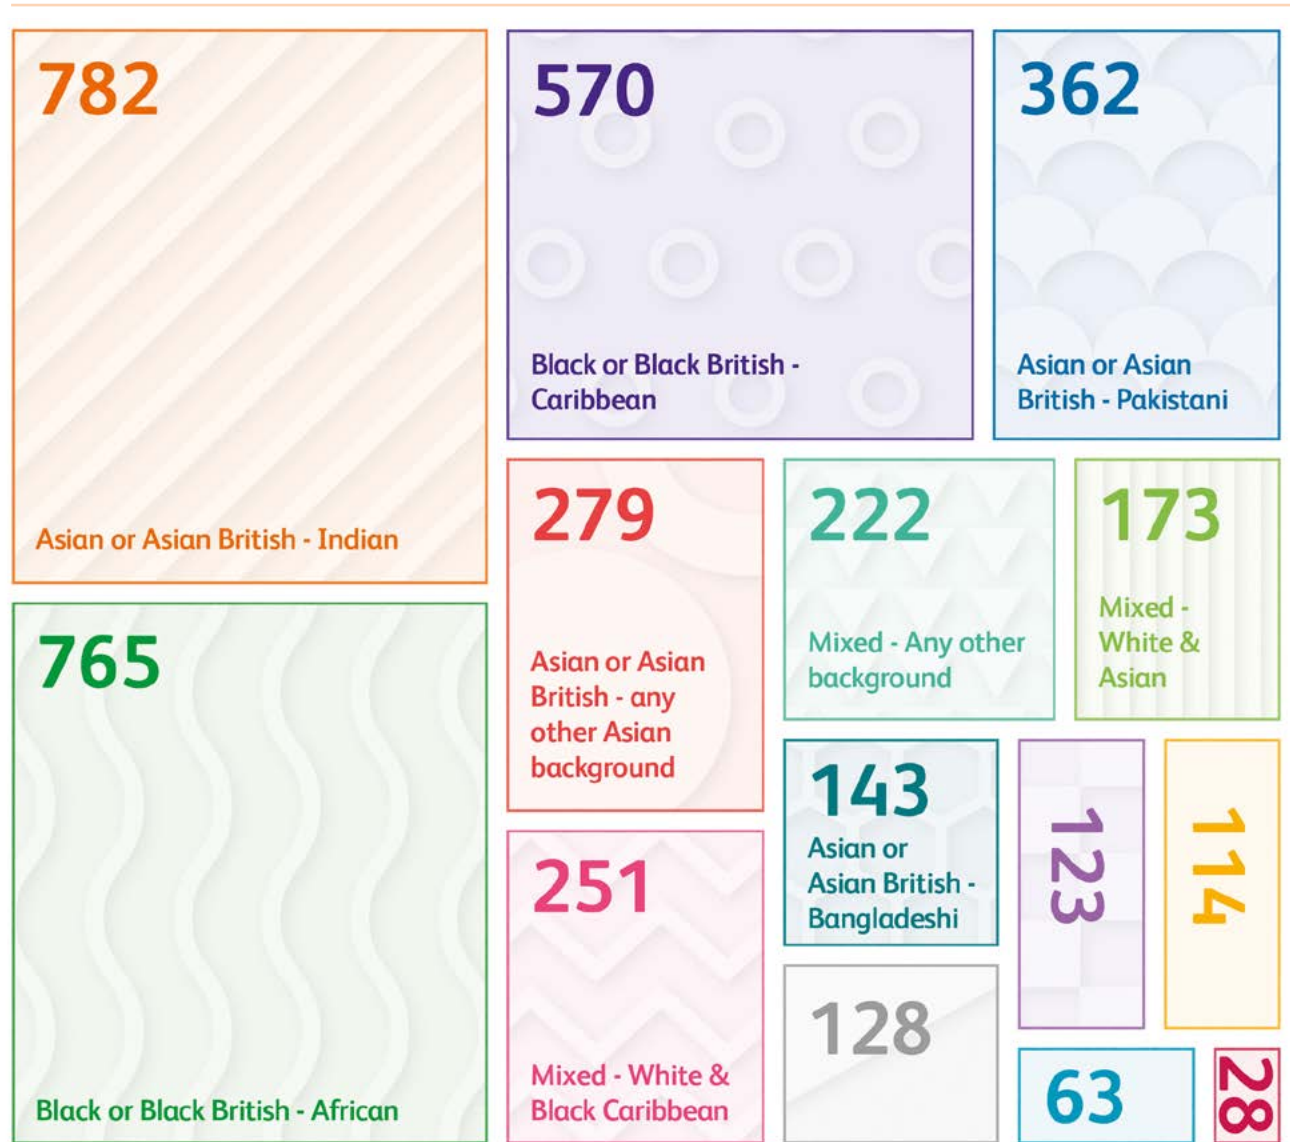 782
Asian or Asian British - Indian
570
Black or Black British -
Caribbean
362
Asian or Asian
British - Pakistani
765
Black or Black British - African
279
Asian or Asian
British - any
other Asian
background
222
Mixed - Any other
background
173
Mixed -
White &
Asian
251
Mixed - White &
Black Caribbean
143
Asian or
Asian British -
Bangladeshi
123
114
128
63
28